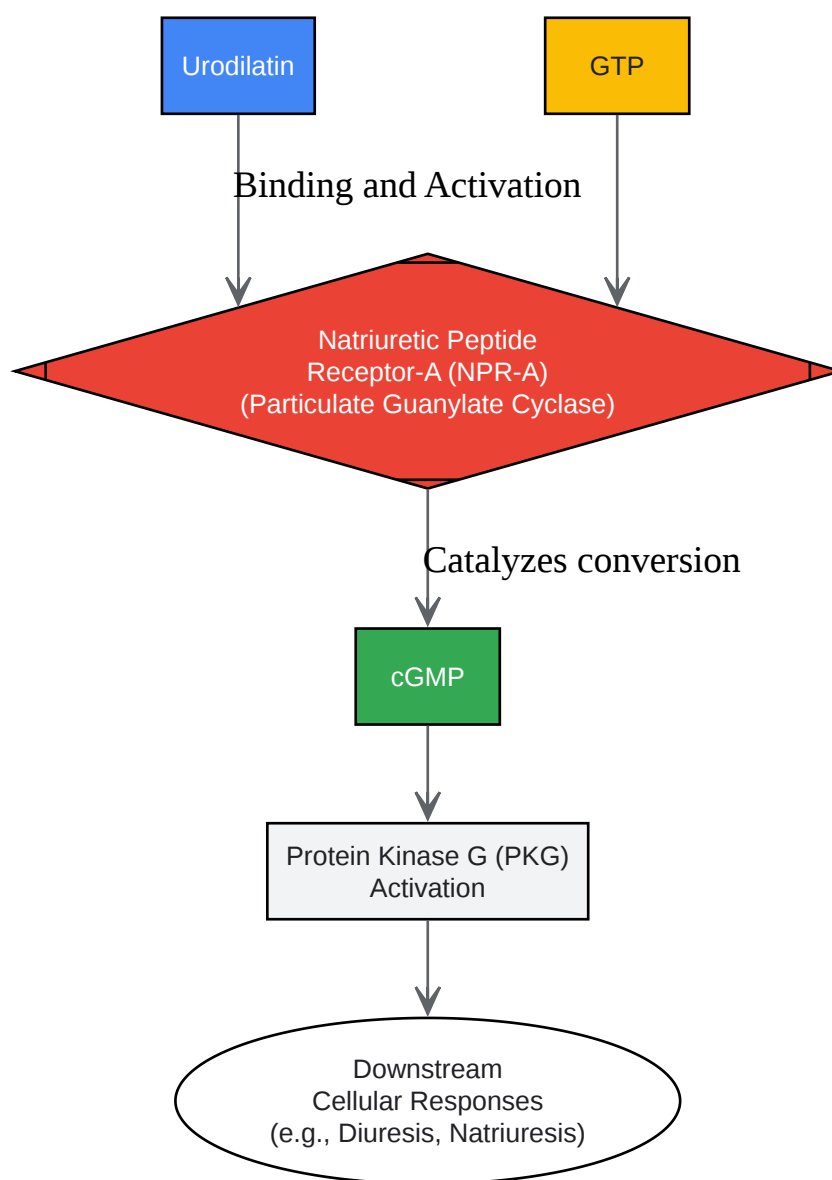 Urodilatin
GTP
Binding and Activation
Natriuretic Peptide
Receptor-A (NPR-A)
(Particulate Guanylate Cyclase)
Catalyzes conversion
cGMP
Protein Kinase G (PKG)
Activation
Downstream
Cellular Responses
(e.g., Diuresis, Natriuresis)